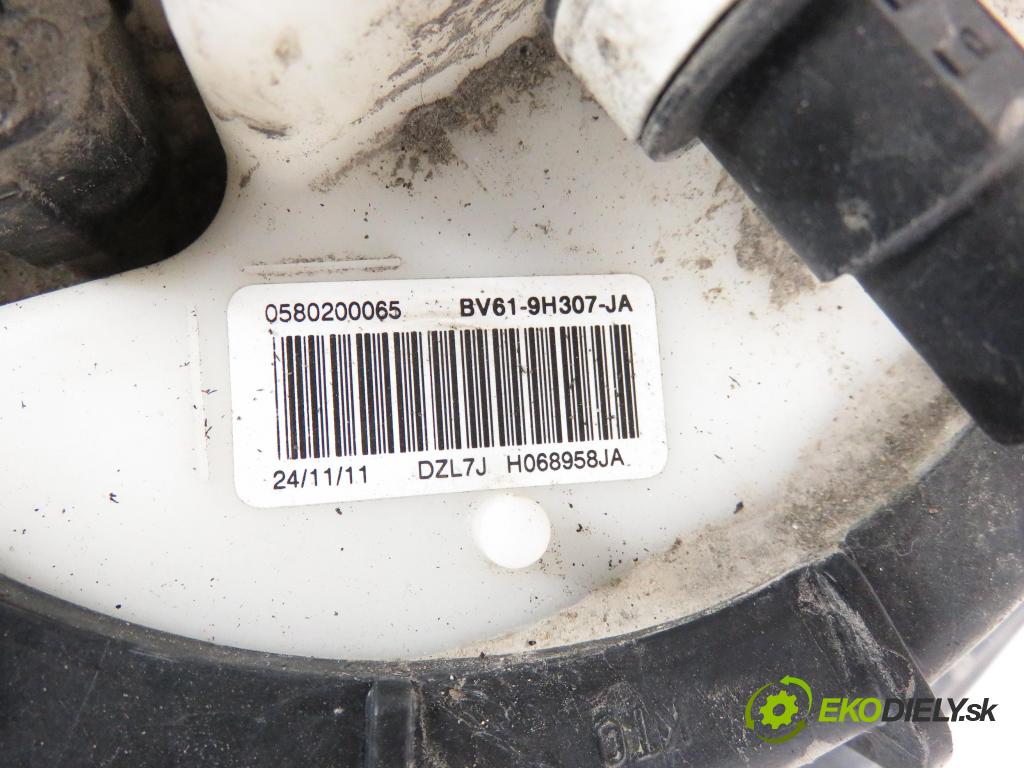 0580200065 BV61-9H307-JA
24/11/11 DZL7J H068958JA
EKODIELY.sk